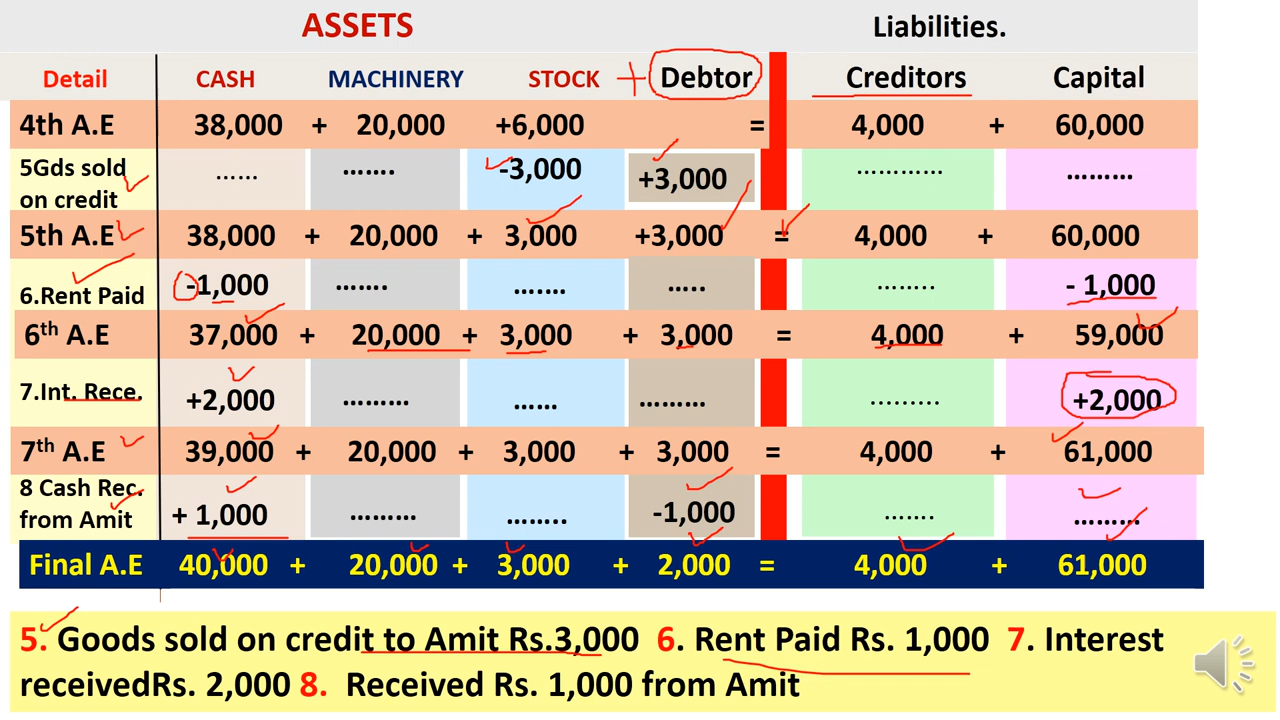 ASSETS Liabilities.
Detail CASH MACHINERY STOCK + Debtor Creditors Capital
4th A.E 38,000 + 20,000 +6,000 = 4,000 + 60,000
5Gds sold on credit ...... ....... -3,000 +3,000 ............ .........
5th A.E 38,000 + 20,000 + 3,000 +3,000 = 4,000 + 60,000
6.Rent Paid -1,000 ....... ....... ..... ........ - 1,000
6th A.E 37,000 + 20,000 + 3,000 + 3,000 = 4,000 + 59,000
7.Int. Rece. +2,000 ......... ...... ......... ......... +2,000
7th A.E 39,000 + 20,000 + 3,000 + 3,000 = 4,000 + 61,000
8 Cash Rec. from Amit + 1,000 ......... ........ -1,000 ....... .........
Final A.E 40,000 + 20,000 + 3,000 + 2,000 = 4,000 + 61,000
5. Goods sold on credit to Amit Rs.3,000 6. Rent Paid Rs. 1,000 7. Interest
receivedRs. 2,000 8. Received Rs. 1,000 from Amit